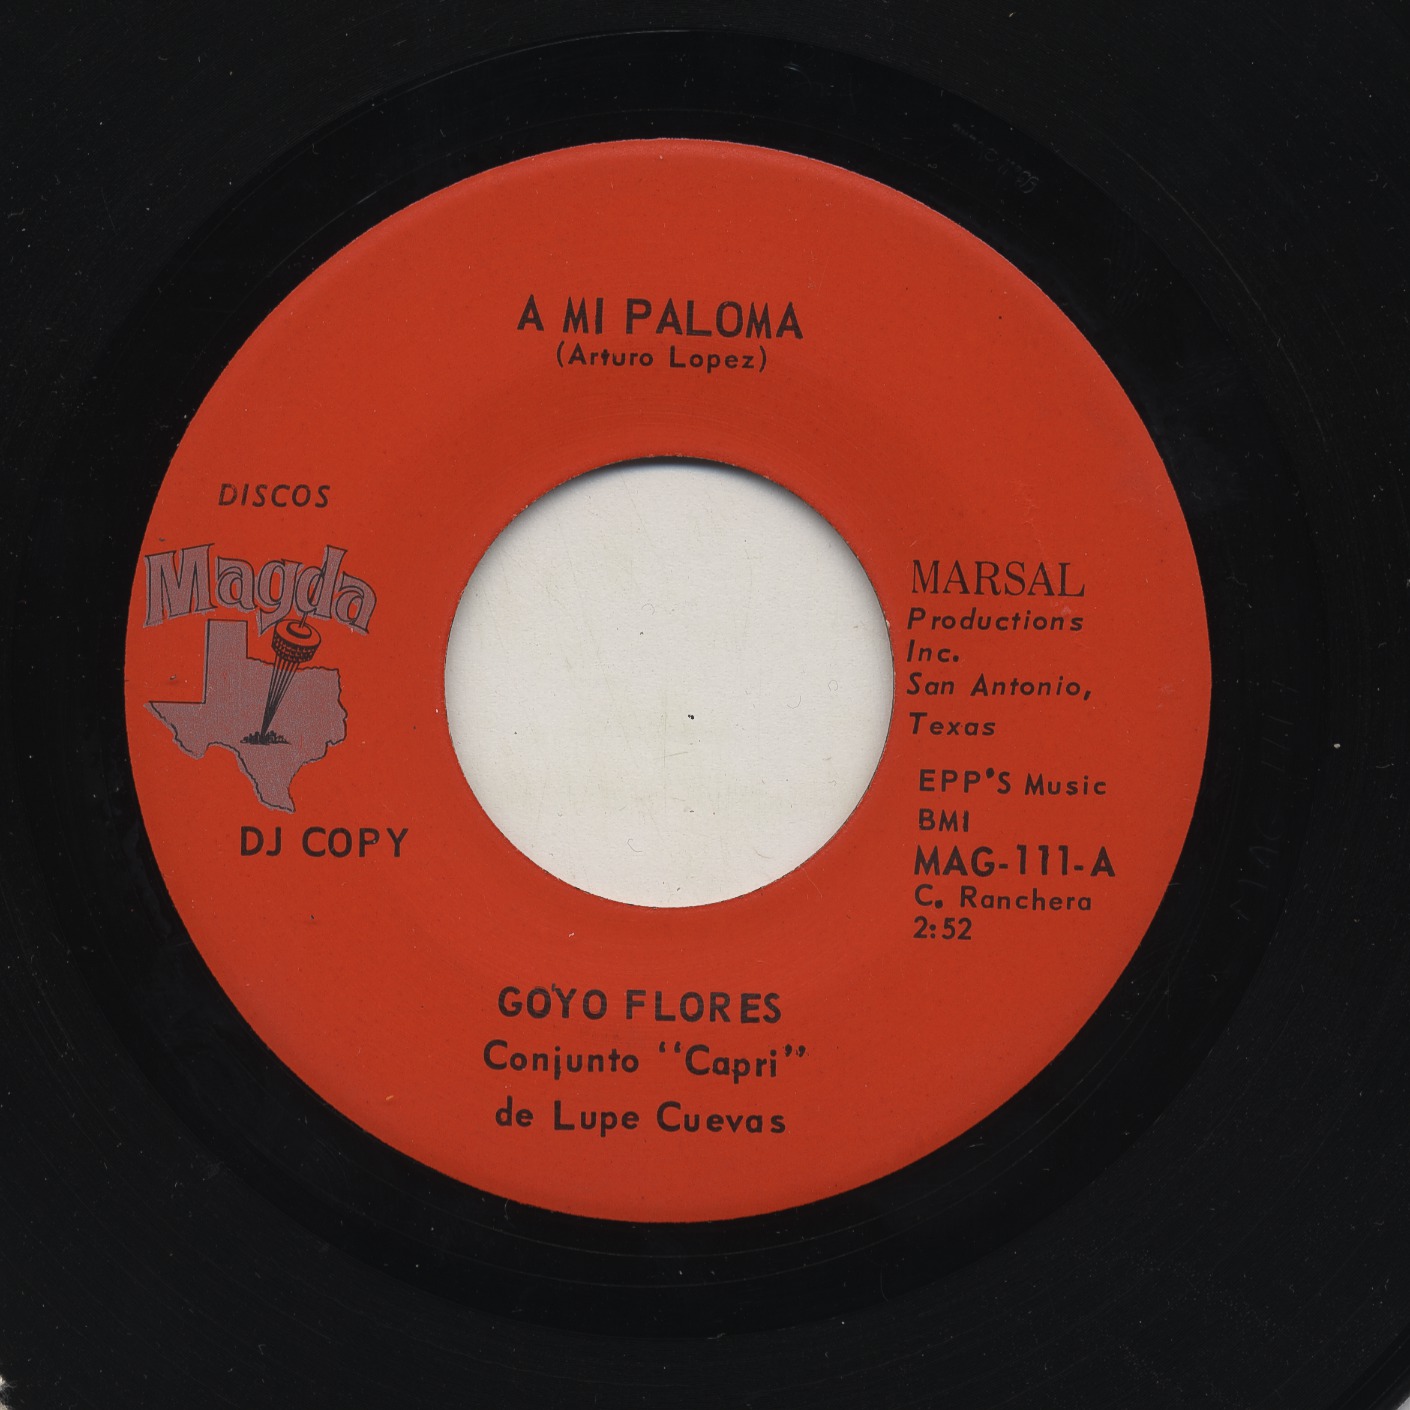 A MI PALOMA
(Arturo Lopez)
DISCOS
Magda
DJ COPY
MARSAL
Productions
Inc.
San Antonio,
Texas
EPP'S Music
BMI
MAG-111-A
C. Ranchera
2:52
GOYO FLORES
Conjunto "Capri"
de Lupe Cuevas